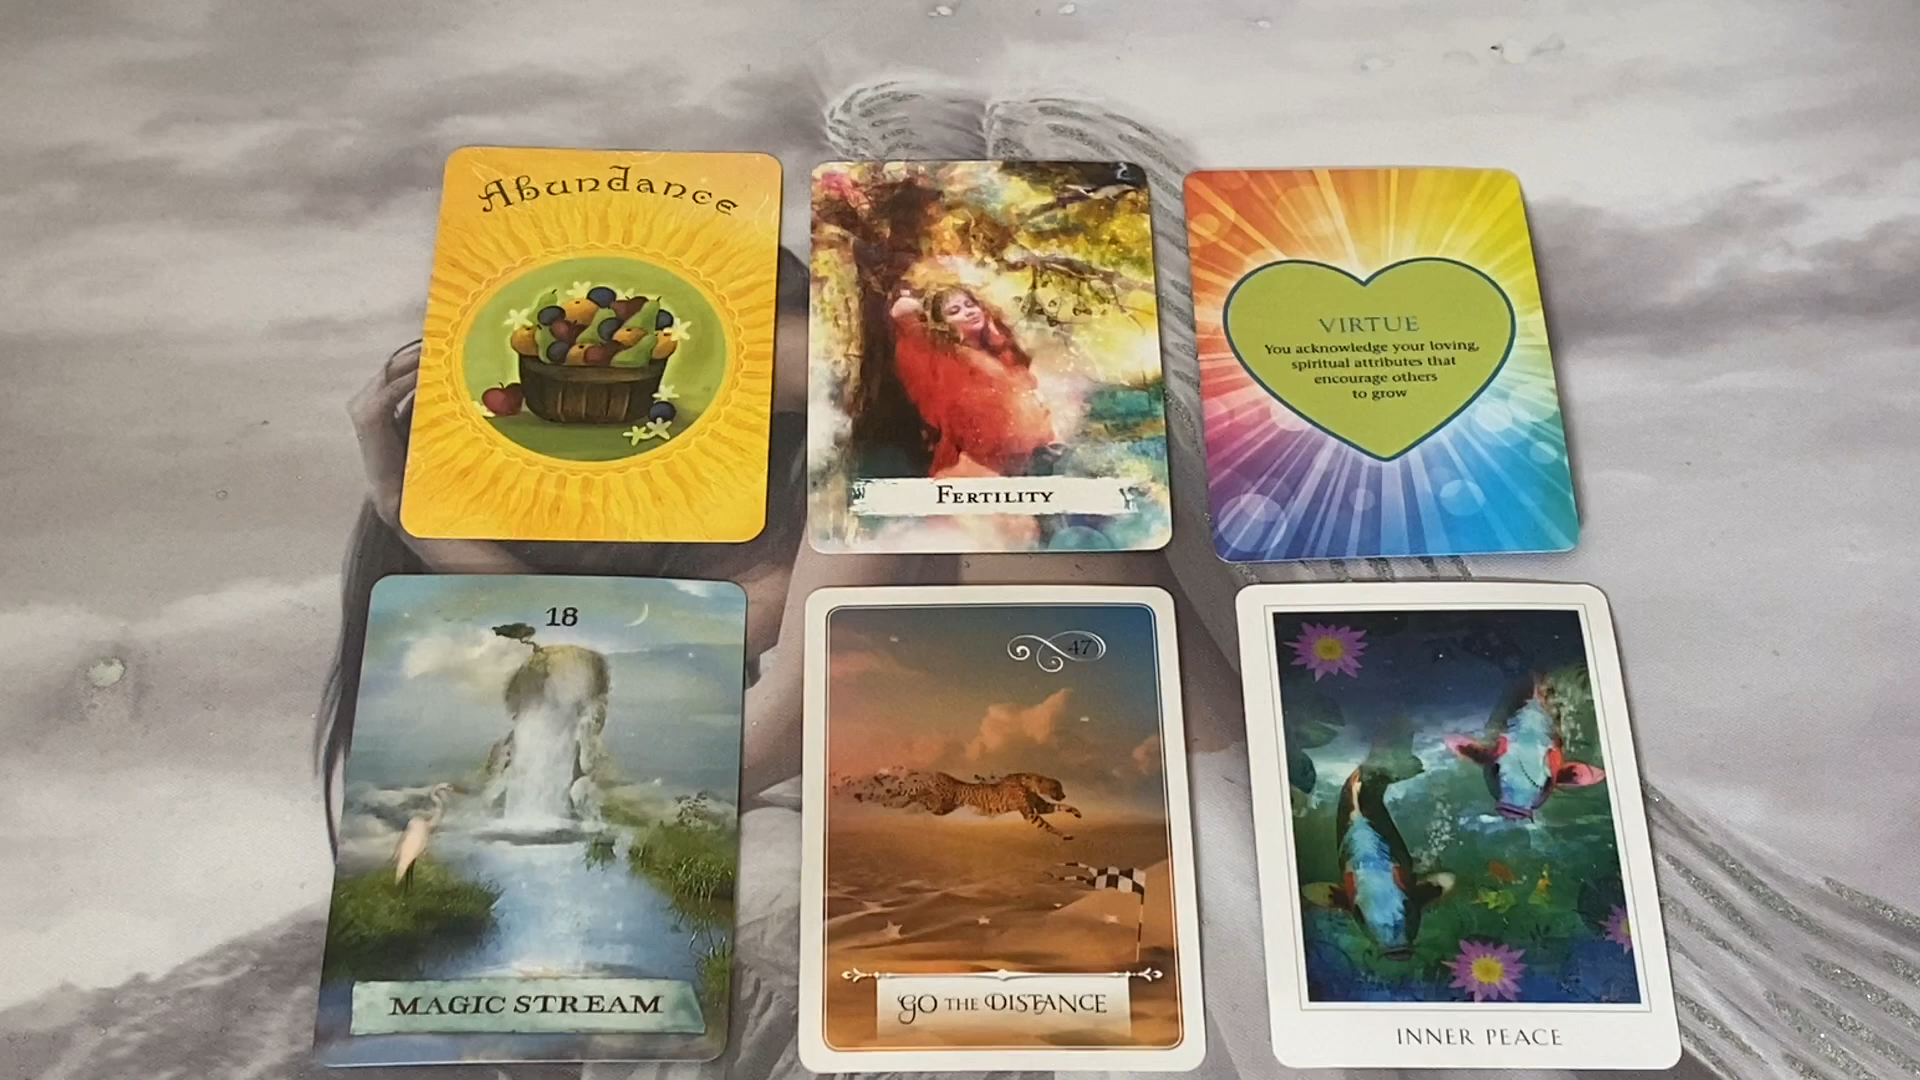 Abundance
FERTILITY
VIRTUE
You acknowledge your loving,
spiritual attributes that
encourage others
to grow
18
MAGIC STREAM
47
GO THE DISTANCE
INNER PEACE